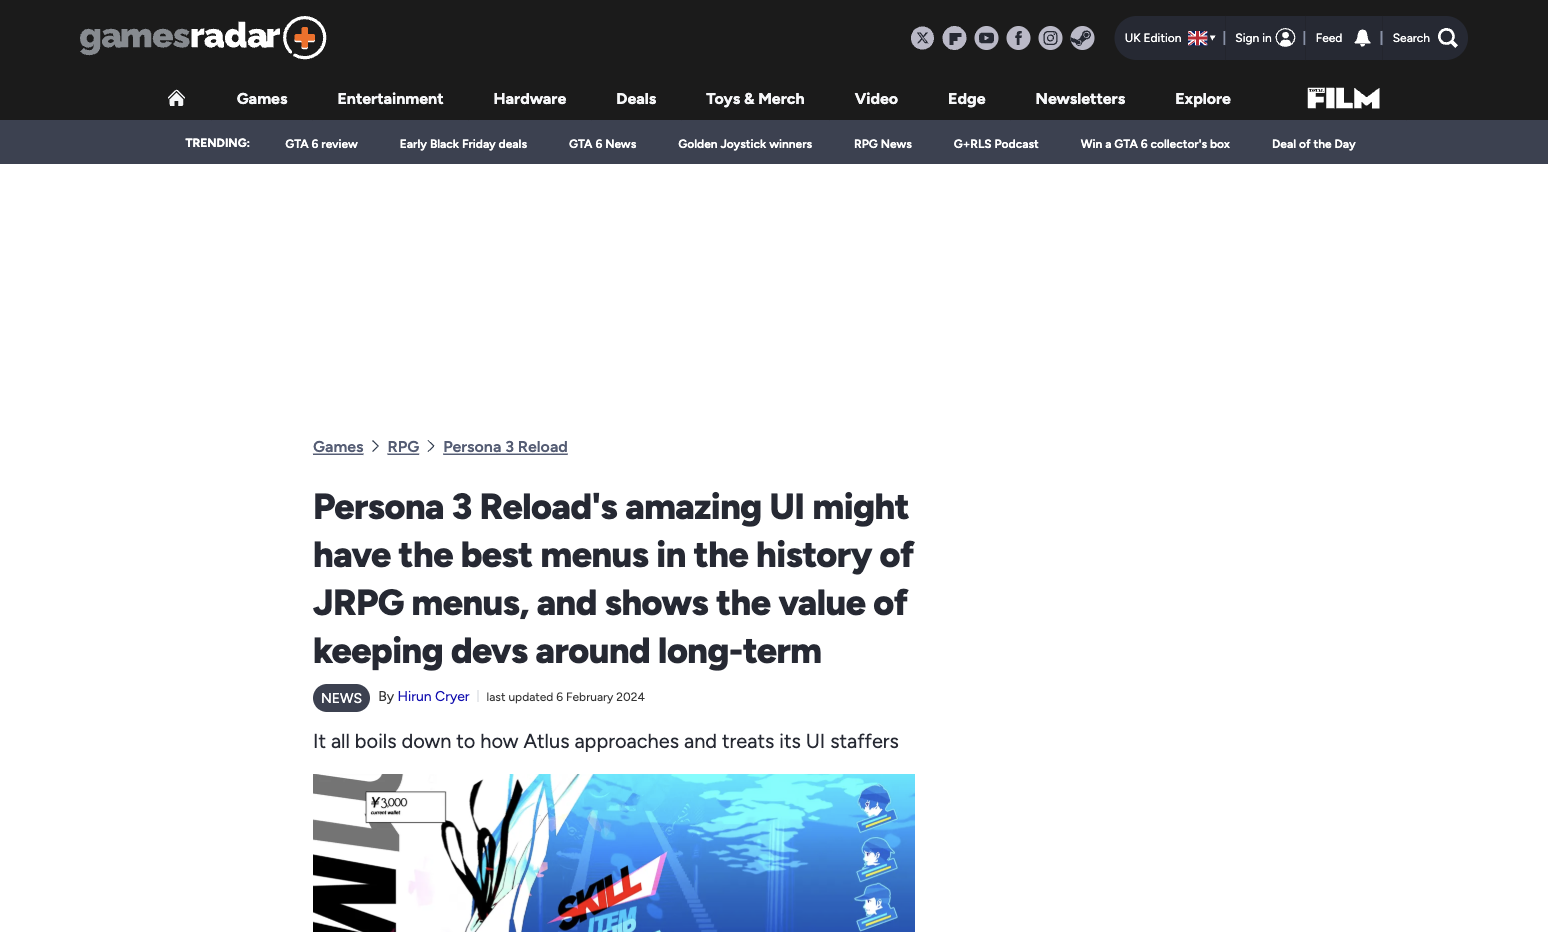 gamesradar+
UK Edition
Sign in
Feed
Search
Games
Entertainment
Hardware
Deals
Toys & Merch
Video
Edge
Newsletters
Explore
TOTAL FILM
TRENDING:
GTA 6 review
Early Black Friday deals
GTA 6 News
Golden Joystick winners
RPG News
G+RLS Podcast
Win a GTA 6 collector's box
Deal of the Day
Games > RPG > Persona 3 Reload
Persona 3 Reload's amazing UI might
have the best menus in the history of
JRPG menus, and shows the value of
keeping devs around long-term
NEWS By Hirun Cryer last updated 6 February 2024
It all boils down to how Atlus approaches and treats its UI staffers
¥3,000
current wallet
SKILL
ITEM